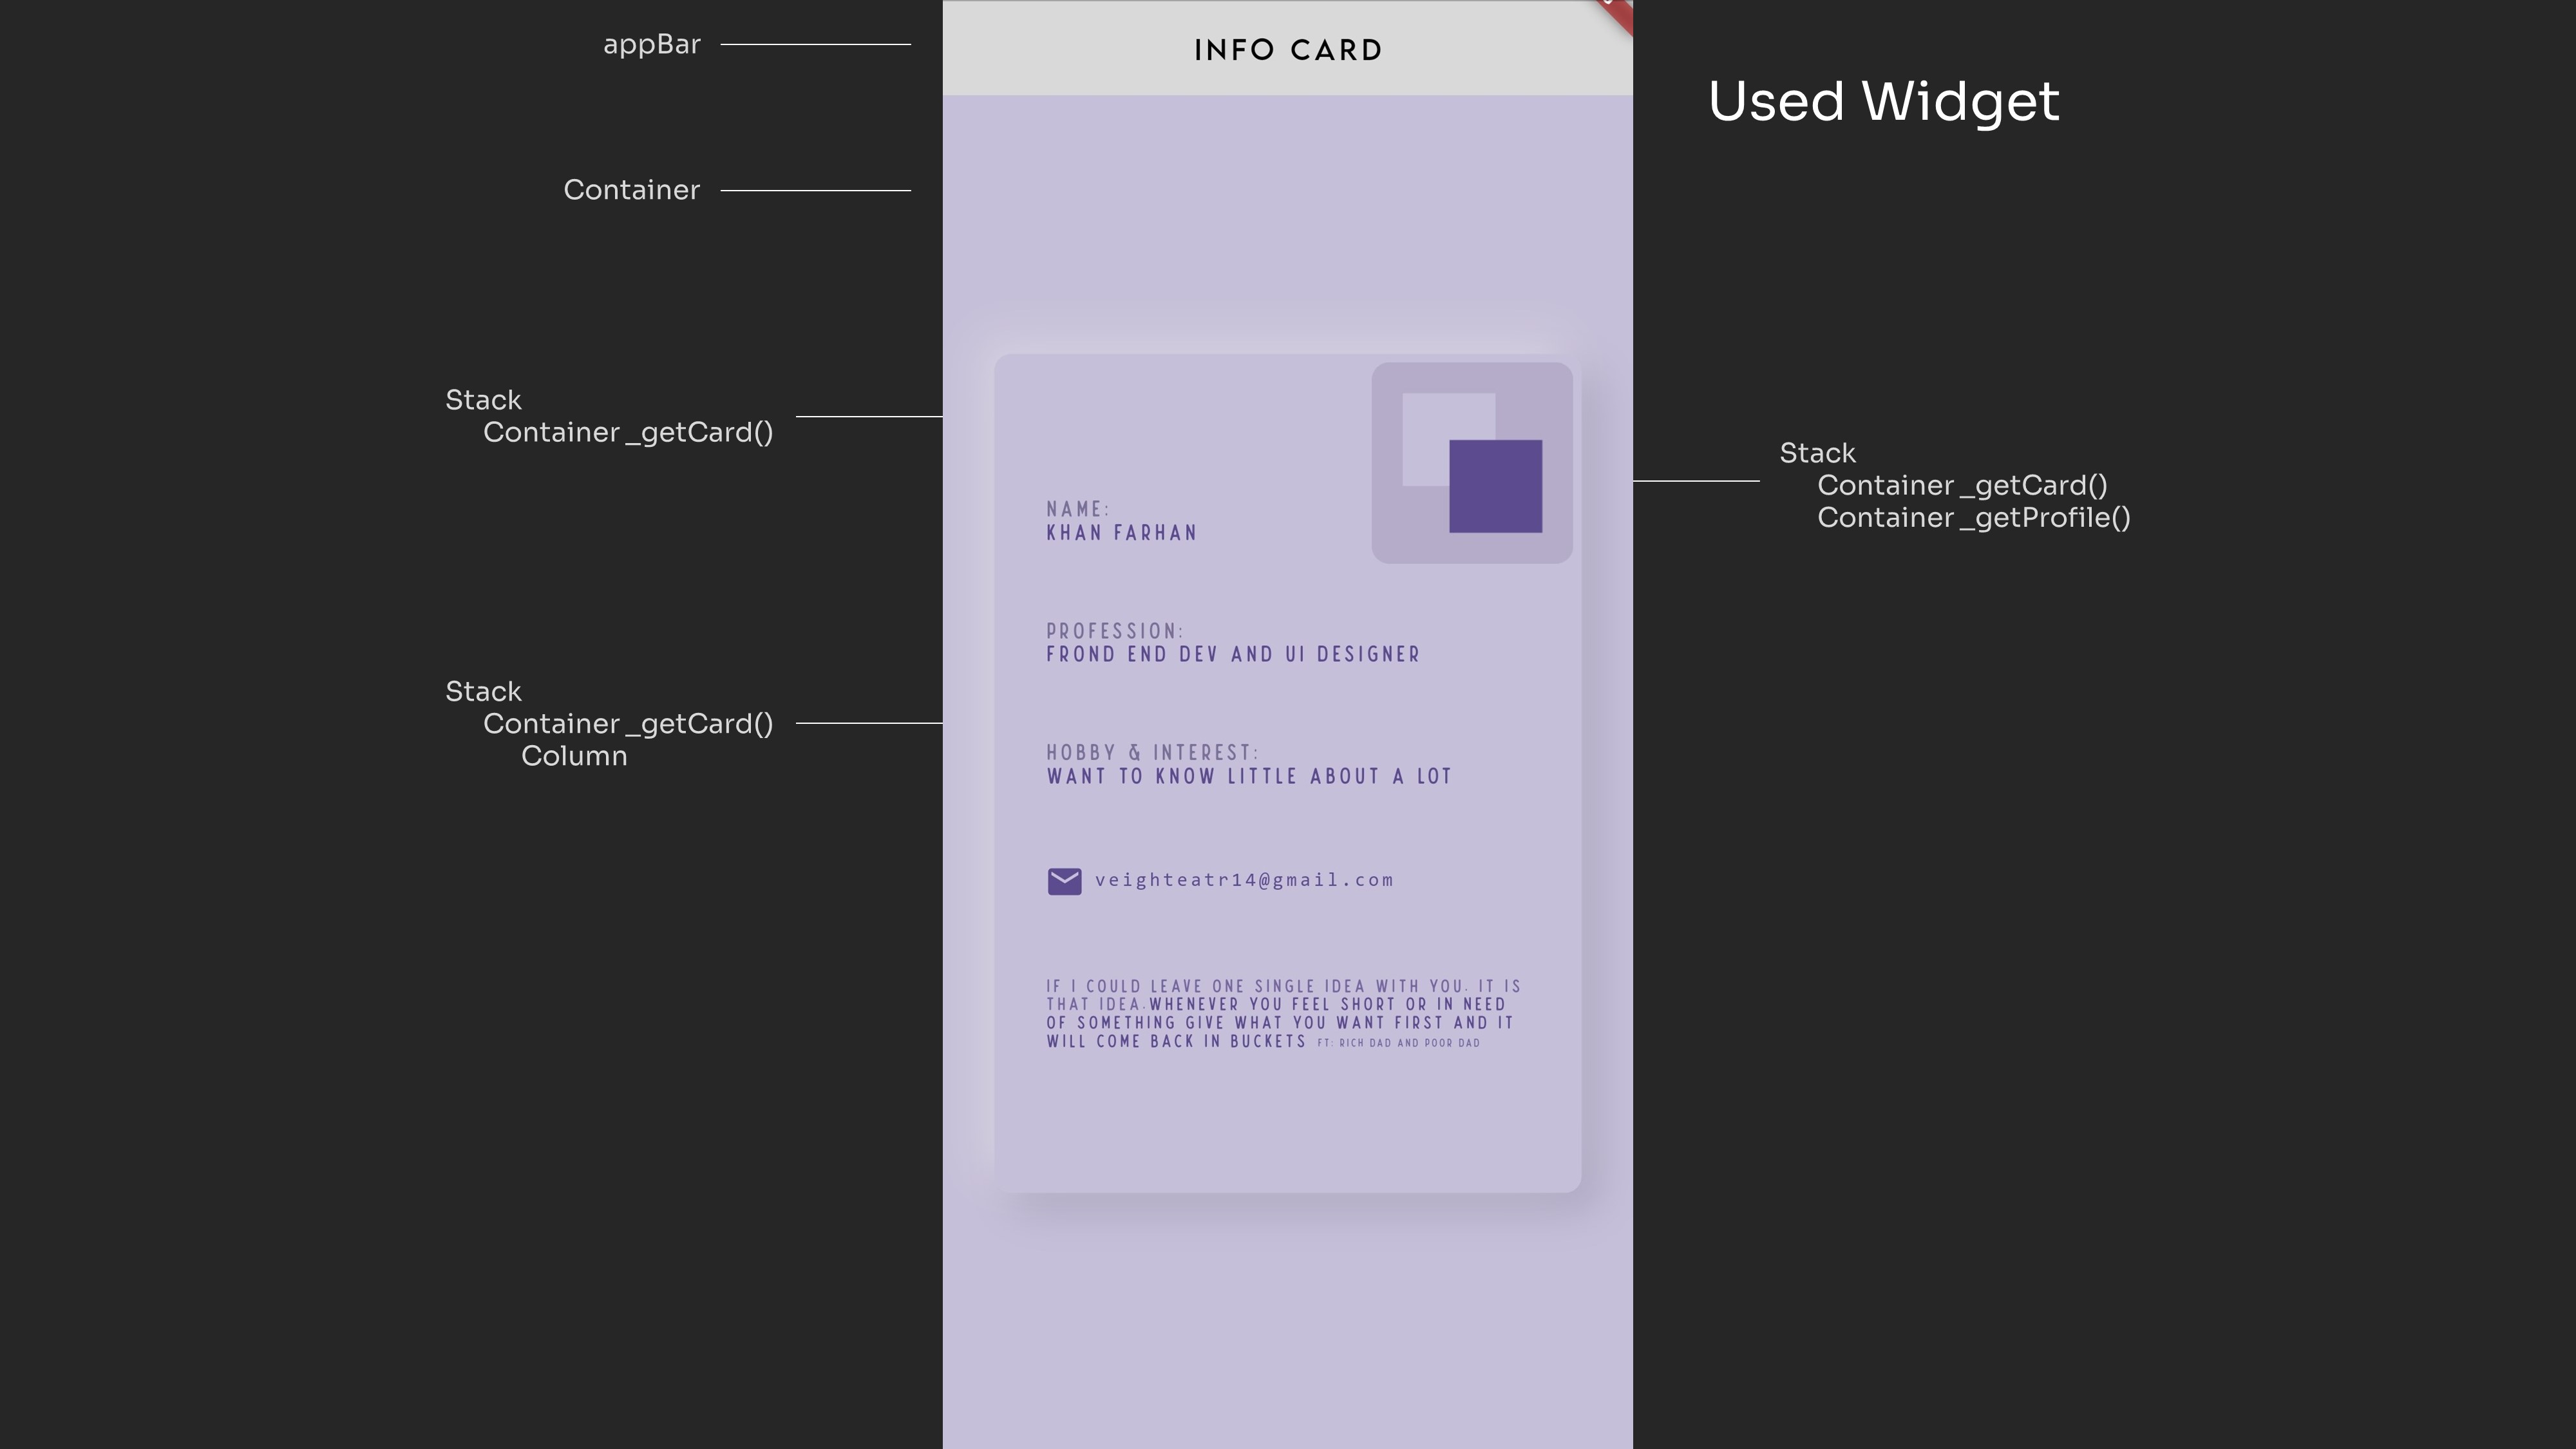 appBar
INFO CARD
Used Widget
Container
Stack
Container _getCard()
Stack
Container _getCard()
Container _getProfile()
NAME:
KHAN FARHAN
PROFESSION:
FROND END DEV AND UI DESIGNER
Stack
Container _getCard()
Column
HOBBY & INTEREST:
WANT TO KNOW LITTLE ABOUT A LOT
veighteatr14@gmail.com
IF I COULD LEAVE ONE SINGLE IDEA WITH YOU. IT IS
THAT IDEA.WHENEVER YOU FEEL SHORT OR IN NEED
OF SOMETHING GIVE WHAT YOU WANT FIRST AND IT
WILL COME BACK IN BUCKETS FT: RICH DAD AND POOR DAD